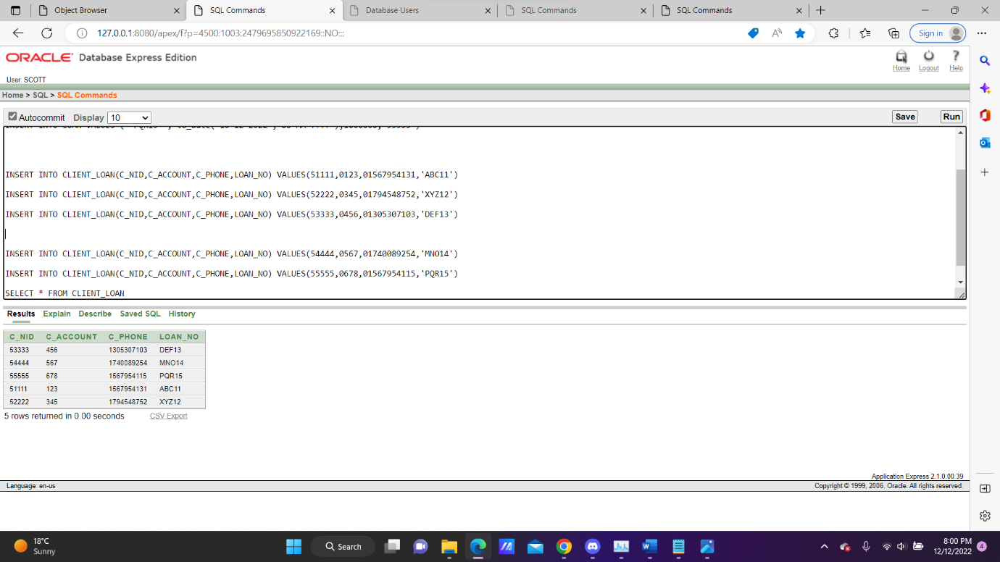 Object Browser
SQL Commands
Database Users
SQL Commands
SQL Commands
127.0.0.1:8080/apex/f?p=4500:1003:2479695850922169::NO:::
Sign in
ORACLE Database Express Edition
Home Logout Help
User: SCOTT
Home > SQL > SQL Commands
Autocommit Display 10 Save Run
INSERT INTO CLIENT_LOAN(C_NID,C_ACCOUNT,C_PHONE,LOAN_NO) VALUES(51111,0123,01567954131,'ABC11')
INSERT INTO CLIENT_LOAN(C_NID,C_ACCOUNT,C_PHONE,LOAN_NO) VALUES(52222,0345,01794548752,'XYZ12')
INSERT INTO CLIENT_LOAN(C_NID,C_ACCOUNT,C_PHONE,LOAN_NO) VALUES(53333,0456,01305307103,'DEF13')
INSERT INTO CLIENT_LOAN(C_NID,C_ACCOUNT,C_PHONE,LOAN_NO) VALUES(54444,0567,01740089254,'MNO14')
INSERT INTO CLIENT_LOAN(C_NID,C_ACCOUNT,C_PHONE,LOAN_NO) VALUES(55555,0678,01567954115,'PQR15')
SELECT * FROM CLIENT_LOAN
Results Explain Describe Saved SQL History
C_NID C_ACCOUNT C_PHONE LOAN_NO
53333 456 1305307103 DEF13
54444 567 1740089254 MNO14
55555 678 1567954115 PQR15
51111 123 1567954131 ABC11
52222 345 1794548752 XYZ12
5 rows returned in 0.00 seconds CSV Export
Application Express 2.1.0.00.39
Language: en-us Copyright © 1999, 2006, Oracle. All rights reserved.
18°C
Sunny
Search
8:00 PM
12/12/2022
4